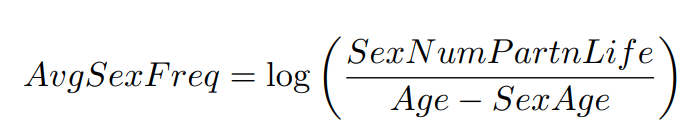 AvgSexFreq = log(SexNumPartnLife / Age − SexAge)